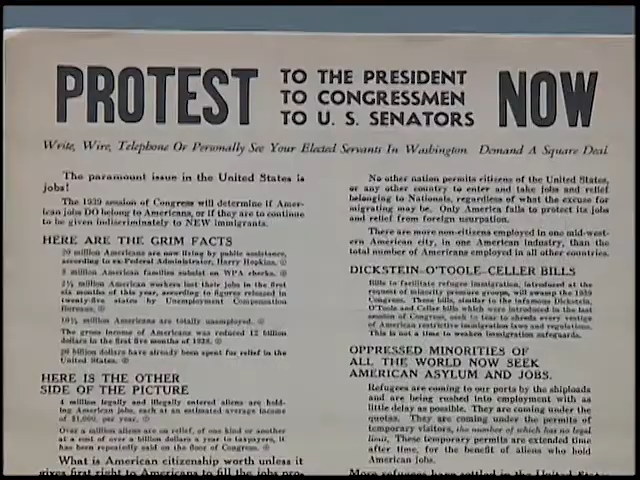 PROTEST
TO THE PRESIDENT
TO CONGRESSMEN
TO U. S. SENATORS
NOW
Write, Wire, Telephone Or Personally See Your Elected Servants In Washington. Demand A Square Deal.
The paramount issue in the United States is
jobs!
The 1939 session of Congress will determine if Amer-
ican jobs DO belong to Americans, or if they are to continue
to be given indiscriminately to NEW immigrants.
HERE ARE THE GRIM FACTS
20 million Americans are now living by public assistance,
according to ex-Federal Administrator, Harry Hopkins.
3 million American families subsist on WPA checks.
American workers lost their jobs in the first
six months of this year, according to figures released in
twenty-five states by Unemployment Compensation
Bureaus.
million Americans are totally unemployed.
The gross income of Americans was reduced 12 billion
dollars in the first five months of 1938.
20 billion dollars have already been spent for relief in the
United States.
HERE IS THE OTHER
SIDE OF THE PICTURE
4 million legally and illegally entered aliens are hold-
ing American jobs, each at an estimated average income
of $1,000. per year.
Over a million aliens are on relief, of one kind or another
at a cost of over a billion dollars a year to taxpayers, it
has been repeatedly said on the floor of Congress.
What is American citizenship worth unless it
gives first right to Americans to fill the jobs pro-
No other nation permits citizens of the United States,
or any other country to enter and take jobs and relief
belonging to Nationals, regardless of what the excuse for
migrating may be. Only America fails to protect its jobs
and relief from foreign usurpation.
There are more non-citizens employed in one mid-west-
ern American city, in one American industry, than the
total number of Americans employed in all other countries.
DICKSTEIN-O'TOOLE-CELLER BILLS
Bills to facilitate refugee immigration, introduced at the
request of minority pressure groups, will swamp the 1939
Congress. These bills, similar to the infamous Dickstein,
O'Toole and Celler bills which were introduced in the last
session of Congress, seek to tear to shreds every vestige
of American restrictive immigration laws and regulations.
This is not a time to weaken immigration safeguards.
OPPRESSED MINORITIES OF
ALL THE WORLD NOW SEEK
AMERICAN ASYLUM AND JOBS.
Refugees are coming to our ports by the shiploads
and are being rushed into employment with as
little delay as possible. They are coming under the
quotas. They are coming under the permits of
temporary visitors, the number of which has no legal
limit. These temporary permits are extended time
after time, for the benefit of aliens who hold
American jobs.
More refugees have settled in the United States